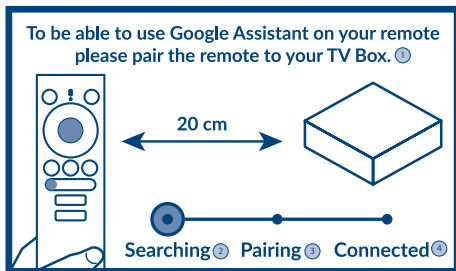 To be able to use Google Assistant on your remote
please pair the remote to your TV Box. 1
20 cm
Searching 2 Pairing 3 Connected 4